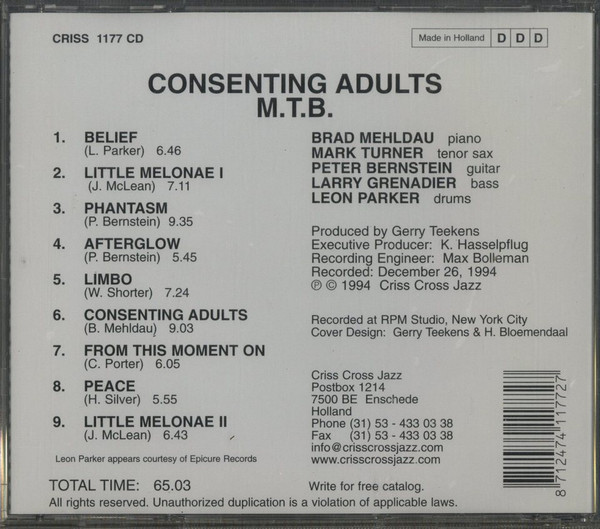 CRISS 1177 CD
Made in Holland D D D
CONSENTING ADULTS
M.T.B.
1. BELIEF
(L. Parker) 6.46
2. LITTLE MELONAE I
(J. McLean) 7.11
3. PHANTASM
(P. Bernstein) 9.35
4. AFTERGLOW
(P. Bernstein) 5.45
5. LIMBO
(W. Shorter) 7.24
6. CONSENTING ADULTS
(B. Mehldau) 9.03
7. FROM THIS MOMENT ON
(C. Porter) 6.05
8. PEACE
(H. Silver) 5.55
9. LITTLE MELONAE II
(J. McLean) 6.43
Leon Parker appears courtesy of Epicure Records
BRAD MEHLDAU piano
MARK TURNER tenor sax
PETER BERNSTEIN guitar
LARRY GRENADIER bass
LEON PARKER drums
Produced by Gerry Teekens
Executive Producer: K. Hasselpflug
Recording Engineer: Max Bolleman
Recorded: December 26, 1994
℗ © 1994 Criss Cross Jazz
Recorded at RPM Studio, New York City
Cover Design: Gerry Teekens & H. Bloemendaal
Criss Cross Jazz
Postbox 1214
7500 BE Enschede
Holland
Phone (31) 53 - 433 03 38
Fax (31) 53 - 433 03 38
info@crisscrossjazz.com
www.crisscrossjazz.com
8 712474 117727
TOTAL TIME: 65.03
Write for free catalog.
All rights reserved. Unauthorized duplication is a violation of applicable laws.